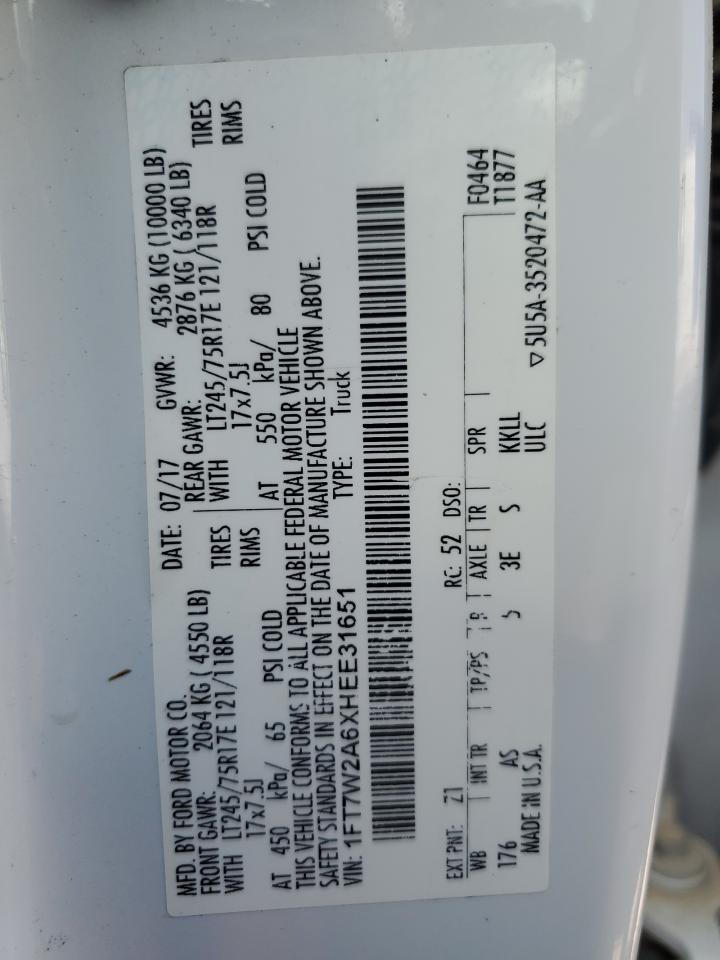 MFD. BY FORD MOTOR CO.
DATE: 07/17 GVWR: 4536 KG (10000 LB)
FRONT GAWR: 2064 KG ( 4550 LB)
REAR GAWR: 2876 KG ( 6340 LB)
WITH LT245/75R17E 121/118R TIRES
WITH LT245/75R17E 121/118R TIRES
17x7.5J RIMS
17x7.5J RIMS
AT 450 kPa/ 65 PSI COLD
AT 550 kPa/ 80 PSI COLD
THIS VEHICLE CONFORMS TO ALL APPLICABLE FEDERAL MOTOR VEHICLE
SAFETY STANDARDS IN EFFECT ON THE DATE OF MANUFACTURE SHOWN ABOVE.
VIN: 1FT7W2A6XHEE31651
TYPE: Truck
EXT PNT: Z1 RC: 52 DSO:
WB INT TR TP/PS R AXLE TR SPR
F0464
T1877
176 AS 3E S KKLL
ULC
MADE IN U.S.A.
▽5U5A-3520472-AA